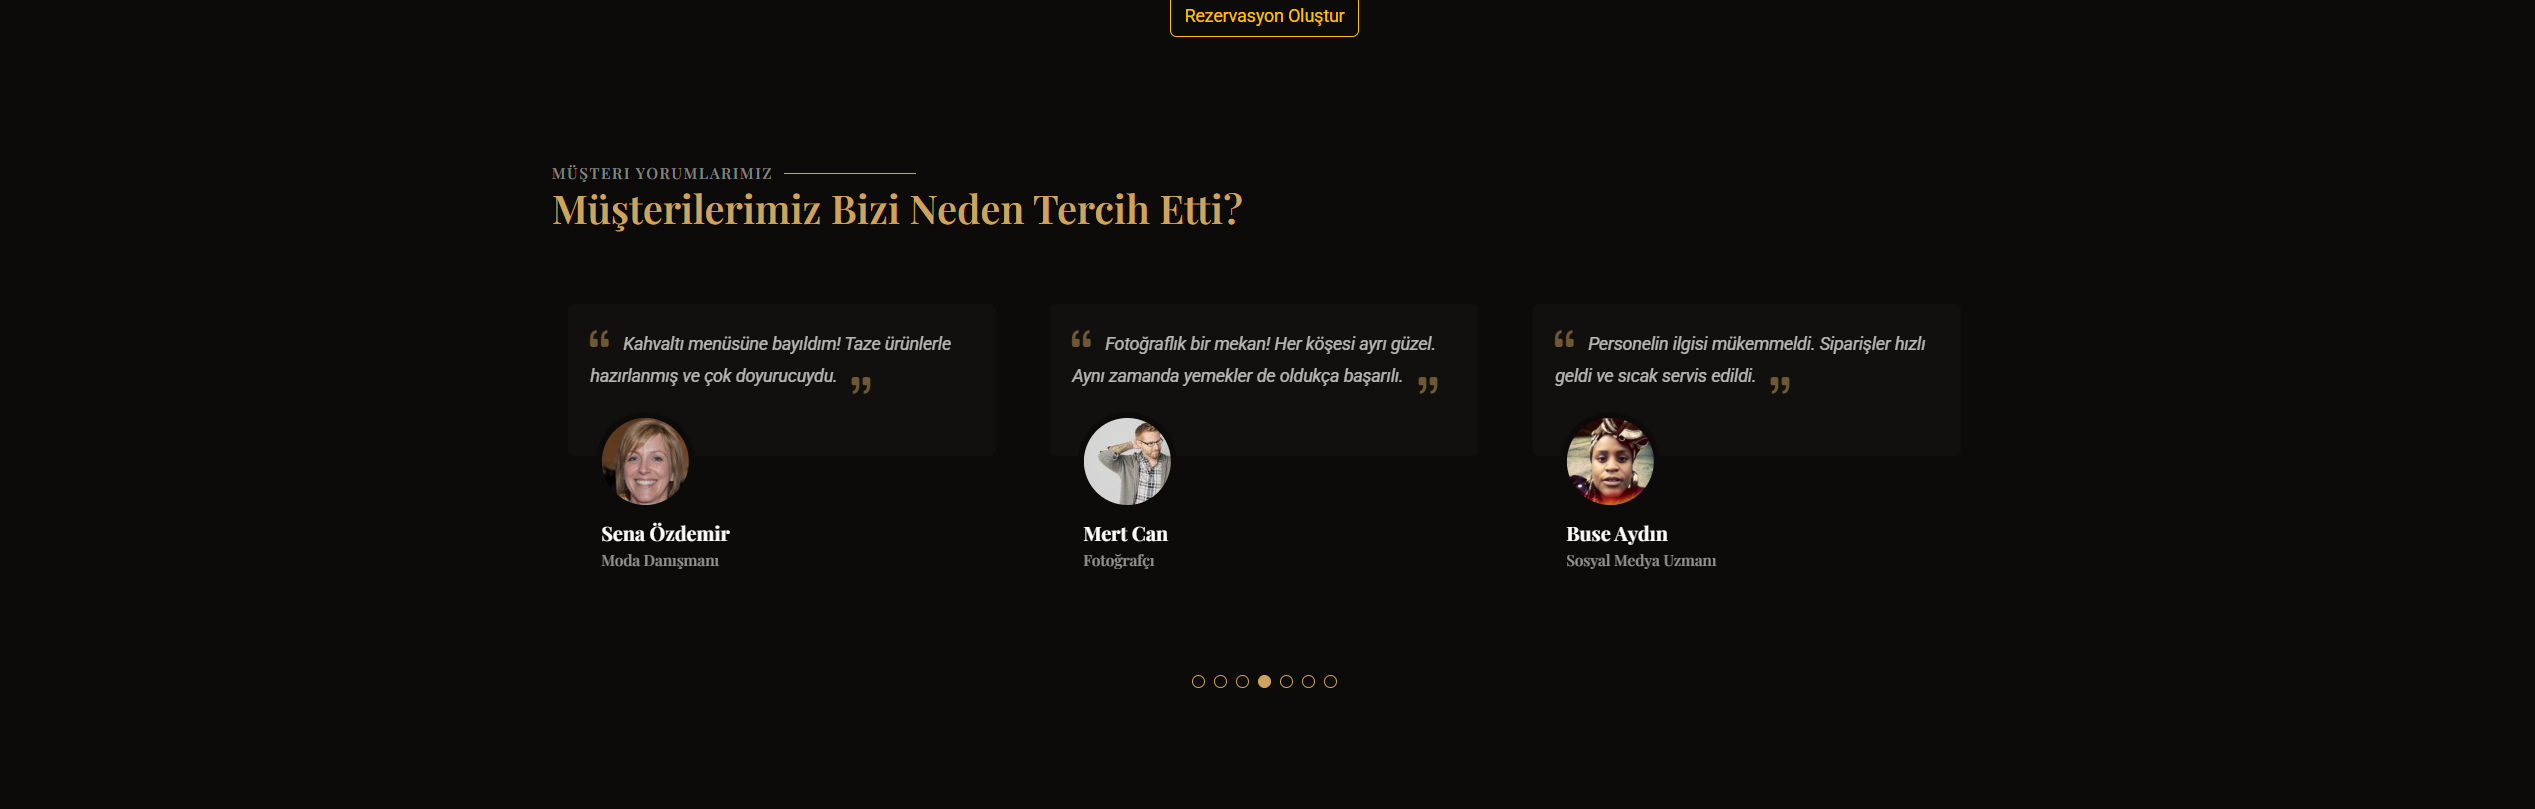 Rezervasyon Oluştur
MÜŞTERI YORUMLARIMIZ
Müşterilerimiz Bizi Neden Tercih Etti?
“ Kahvaltı menüsüne bayıldım! Taze ürünlerle
hazırlanmış ve çok doyurucuydu. ”
Sena Özdemir
Moda Danışmanı
“ Fotoğraflık bir mekan! Her köşesi ayrı güzel.
Aynı zamanda yemekler de oldukça başarılı. ”
Mert Can
Fotoğrafçı
“ Personelin ilgisi mükemmeldi. Siparişler hızlı
geldi ve sıcak servis edildi. ”
Buse Aydın
Sosyal Medya Uzmanı